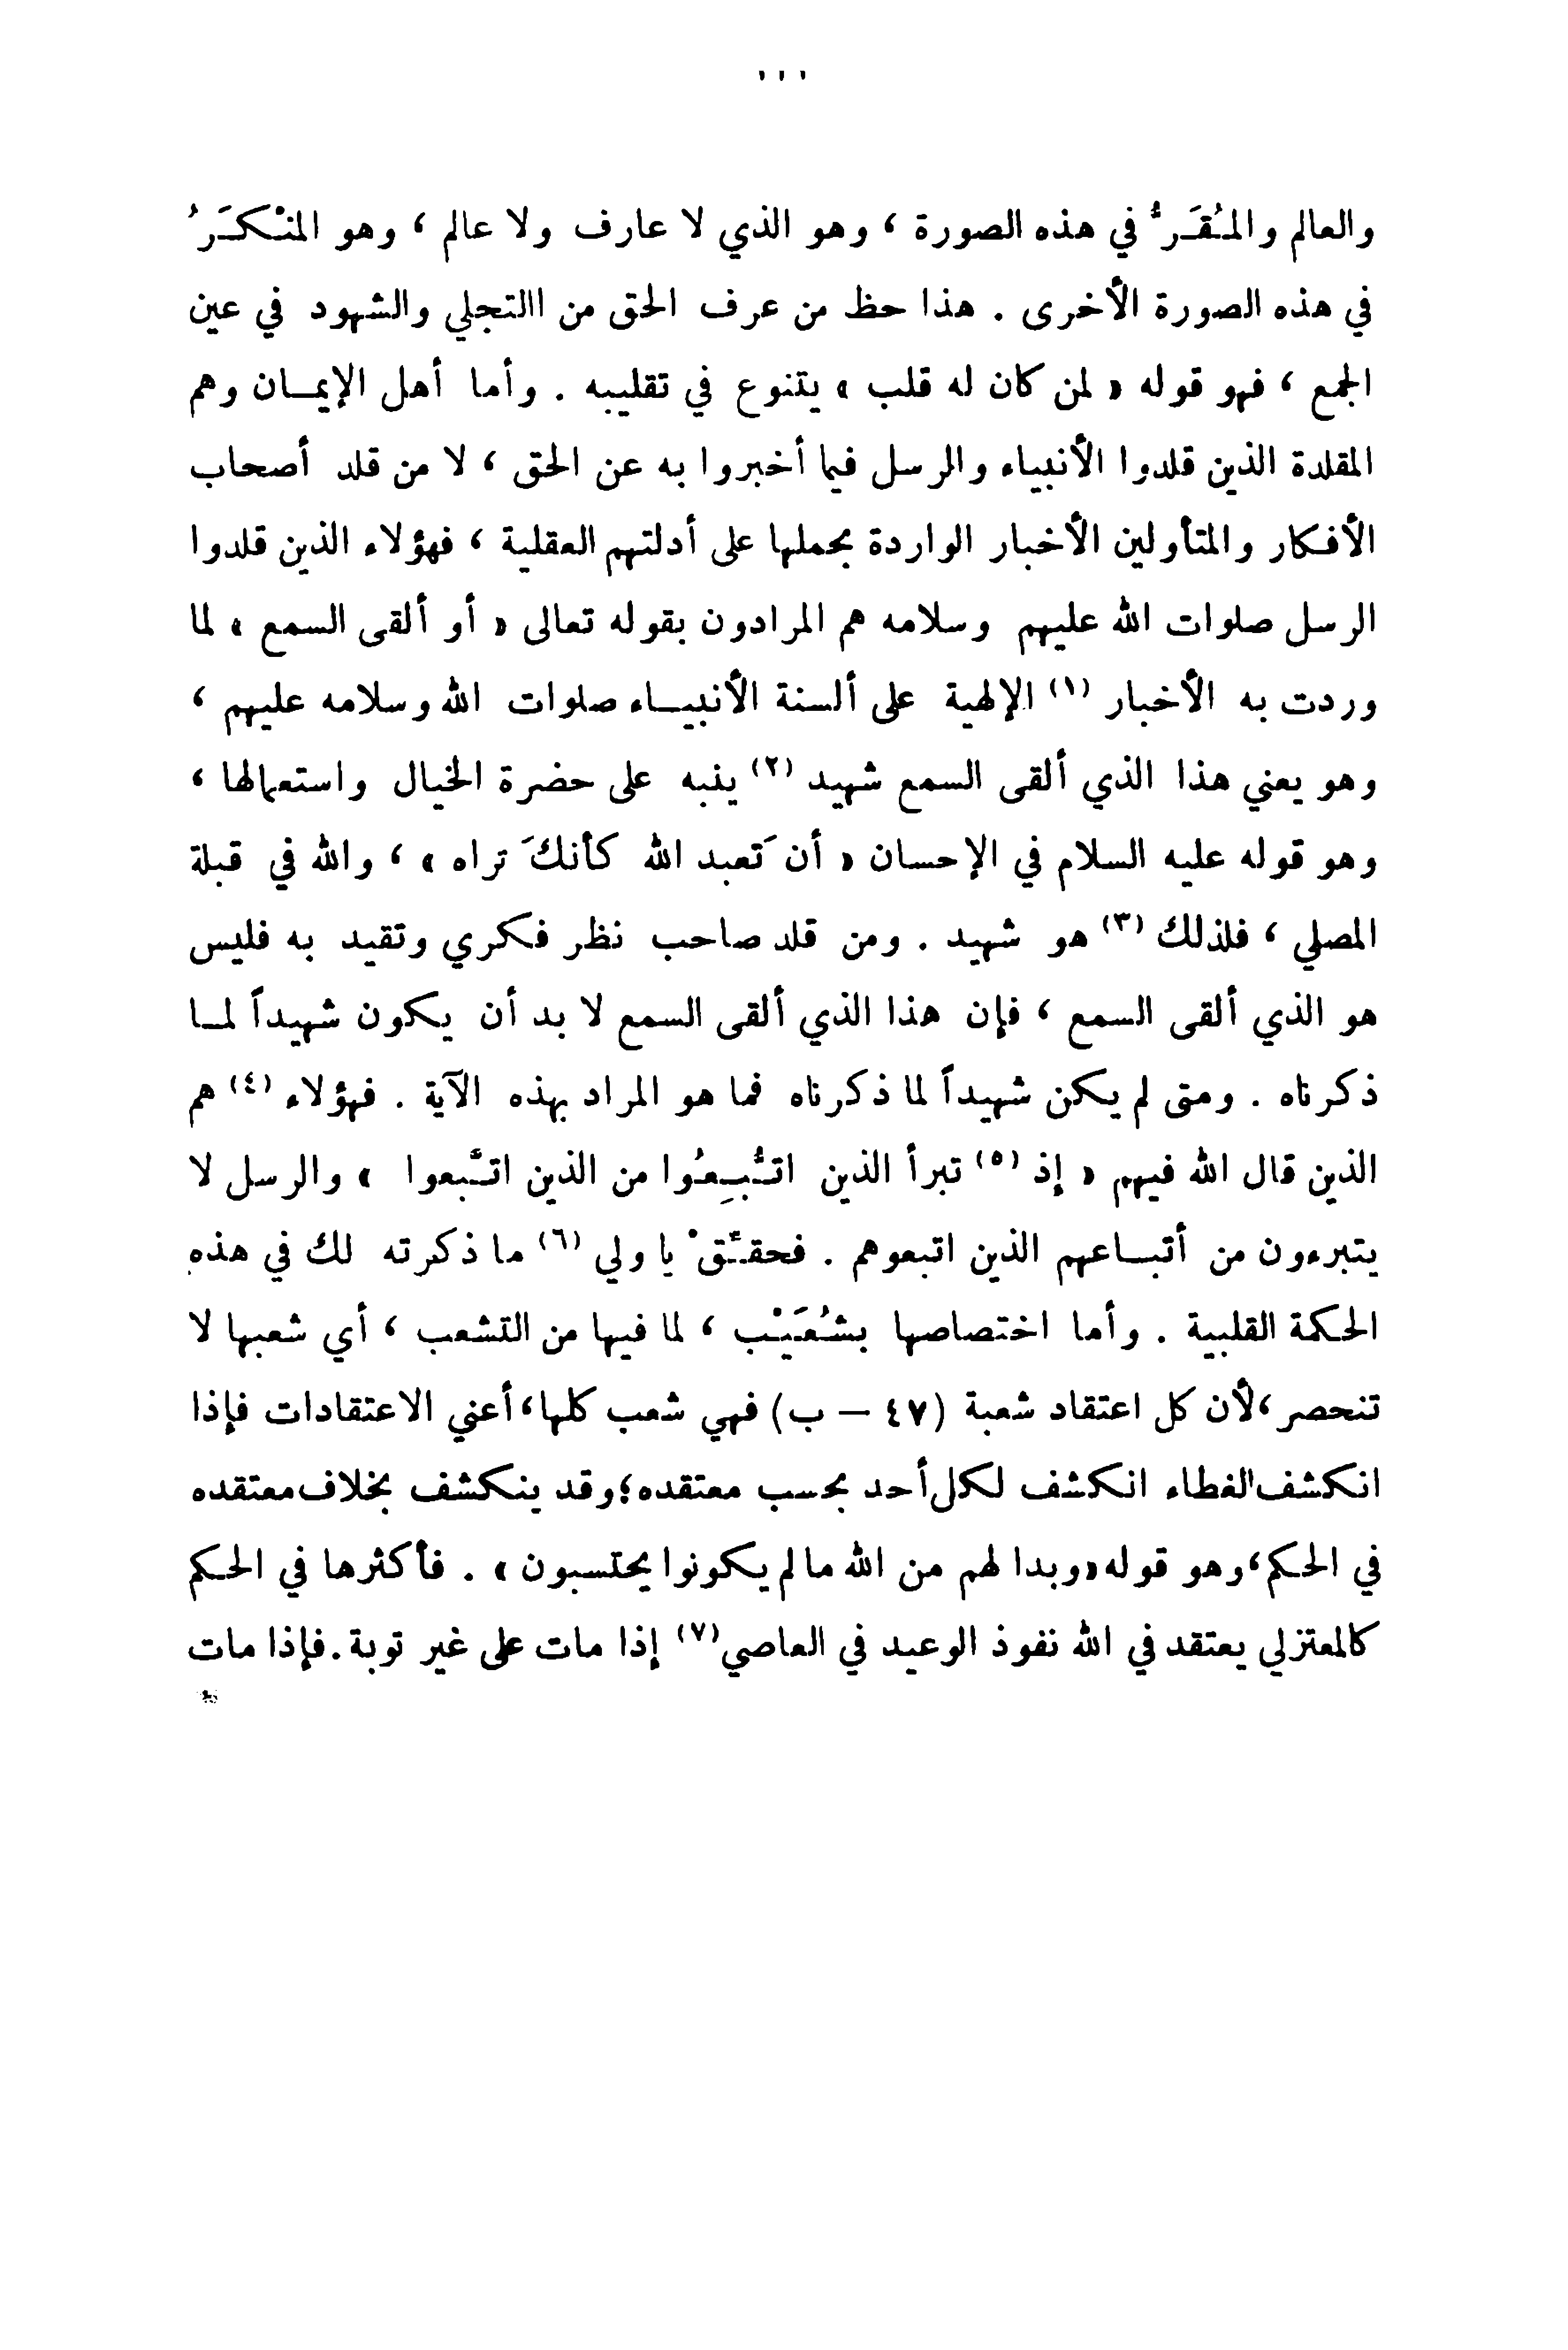 ١١١
والعالم والمُقَرُّ في هذه الصورة ، وهو الذي لا عارف ولا عالم ، وهو المنْكَرُ
في هذه الصورة الأخرى . هذا حظ من عرف الحق من االتجلي والشهود في عين
الجمع ، فهو قوله « لمن كان له قلب » يتنوع في تقليبه . وأما أهل الإيمــان وهم
المقلدة الذين قلدوا الأنبياء والرسل فيما أخبروا به عن الحق ، لا من قلد أصحاب
الأفكار والمتأولين الأخبار الواردة بحملها على أدلتهم العقلية ، فهؤلاء الذين قلدوا
الرسل صلوات الله عليهم وسلامه هم المرادون بقوله تعالى « أو ألقى السمع » لما
وردت به الأخبار (١) الإلهية على ألسنة الأنبيــاء صلوات الله وسلامه عليهم ،
وهو يعني هذا الذي ألقى السمع شهيد (٢) ينبه على حضرة الخيال واستعمالها ،
وهو قوله عليه السلام في الإحسان « أن تَعبد الله كأنكَ تراه » ، والله في قبلة
المصلي ، فلذلك (٣) هو شهيد . ومن قلد صاحب نظر فكري وتقيد به فليس
هو الذي ألقى السمع ، فإن هذا الذي ألقى السمع لا بد أن يكون شهيداً لمــا
ذكرناه . ومتى لم يكن شهيداً لما ذكرناه فما هو المراد بهذه الآية . فهؤلاء (٤) هم
الذين قال الله فيهم « إذ (٥) تبرأ الذين اتُّبِعُوا من الذين اتَّبعوا » والرسل لا
يتبرءون من أتبــاعهم الذين اتبعوهم . فحقِّقْ يا ولي (٦) ما ذكرته لك في هذه
الحكمة القلبية . وأما اختصاصها بشُعَيْب ، لما فيها من التشعب ، أي شعبها لا
تنحصر ، لأن كل اعتقاد شعبة (٤٧ – ب) فهي شعب كلها ، أعني الاعتقادات فإذا
انكشف الغطاء انكشف لكل أحد بحسب معتقده ؛ وقد ينكشف بخلاف معتقده
في الحكم ، وهو قوله « وبدا لهم من الله ما لم يكونوا يحتسبون » . فأكثرها في الحكم
كالمعتزلي يعتقد في الله نفوذ الوعيد في العاصي (٧) إذا مات على غير توبة . فإذا مات